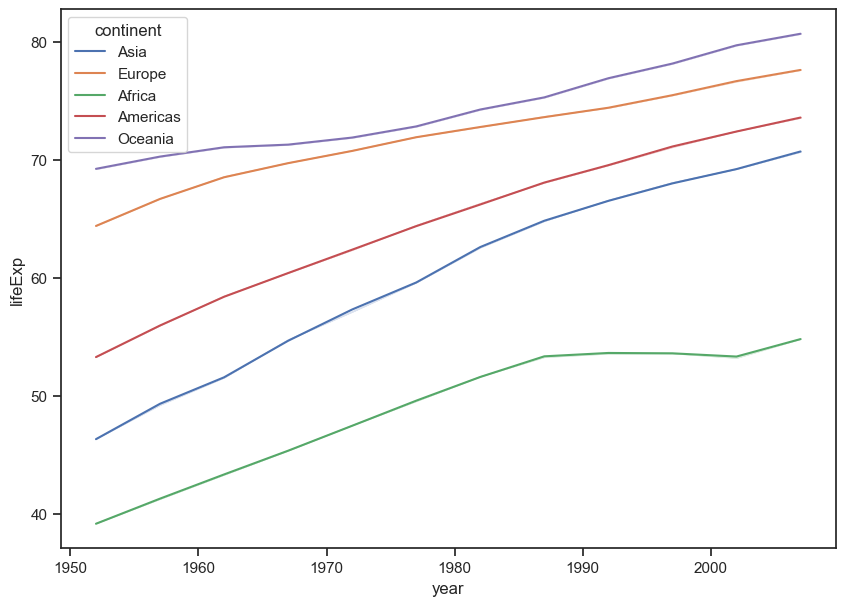 continent
Asia
Europe
Africa
Americas
Oceania
80
70
60
50
40
lifeExp
1950 1960 1970 1980 1990 2000
year